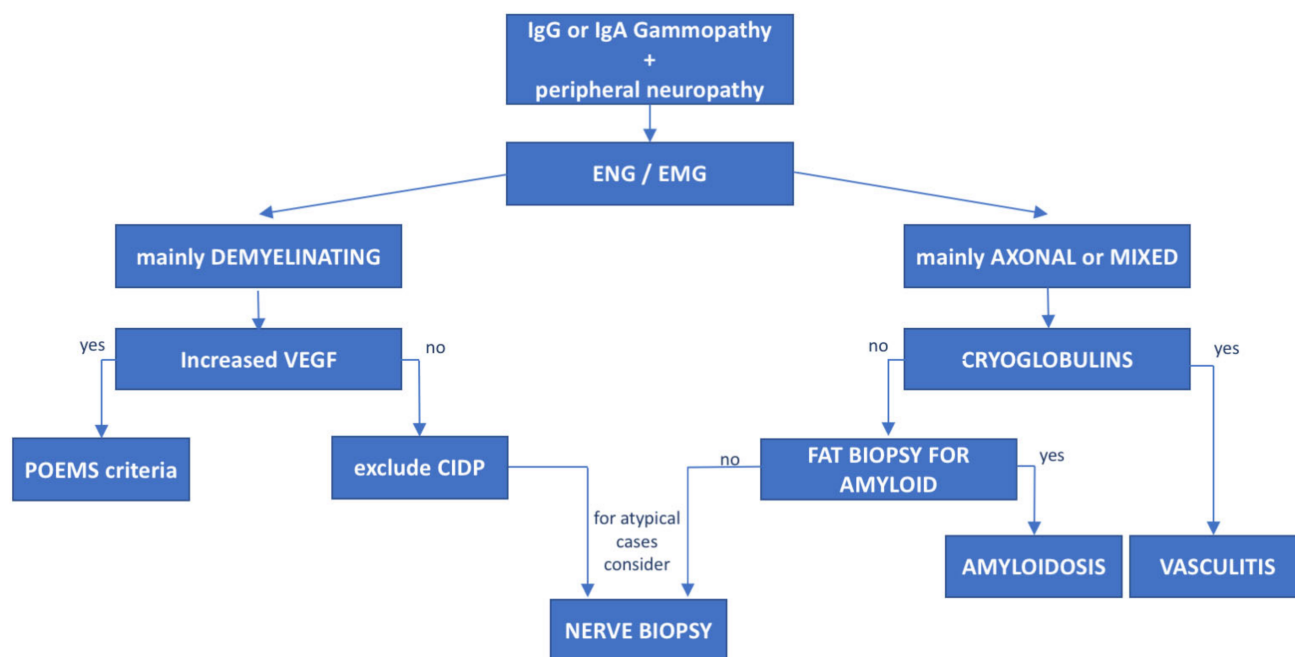 IgG or IgA Gammopathy
+
peripheral neuropathy
ENG / EMG
mainly DEMYELINATING
mainly AXONAL or MIXED
yes
Increased VEGF
no
no
CRYOGLOBULINS
yes
POEMS criteria
exclude CIDP
no
FAT BIOPSY FOR
AMYLOID
yes
for atypical
cases
consider
AMYLOIDOSIS
VASCULITIS
NERVE BIOPSY